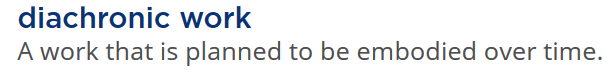 diachronic work
A work that is planned to be embodied over time.